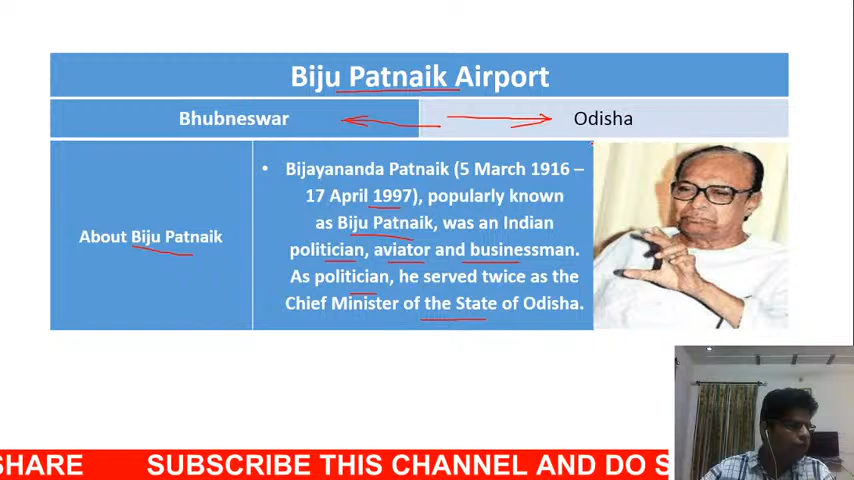 Biju Patnaik Airport
Bhubneswar
Odisha
About Biju Patnaik
• Bijayananda Patnaik (5 March 1916 –
17 April 1997), popularly known
as Biju Patnaik, was an Indian
politician, aviator and businessman.
As politician, he served twice as the
Chief Minister of the State of Odisha.
SHARE SUBSCRIBE THIS CHANNEL AND DO S